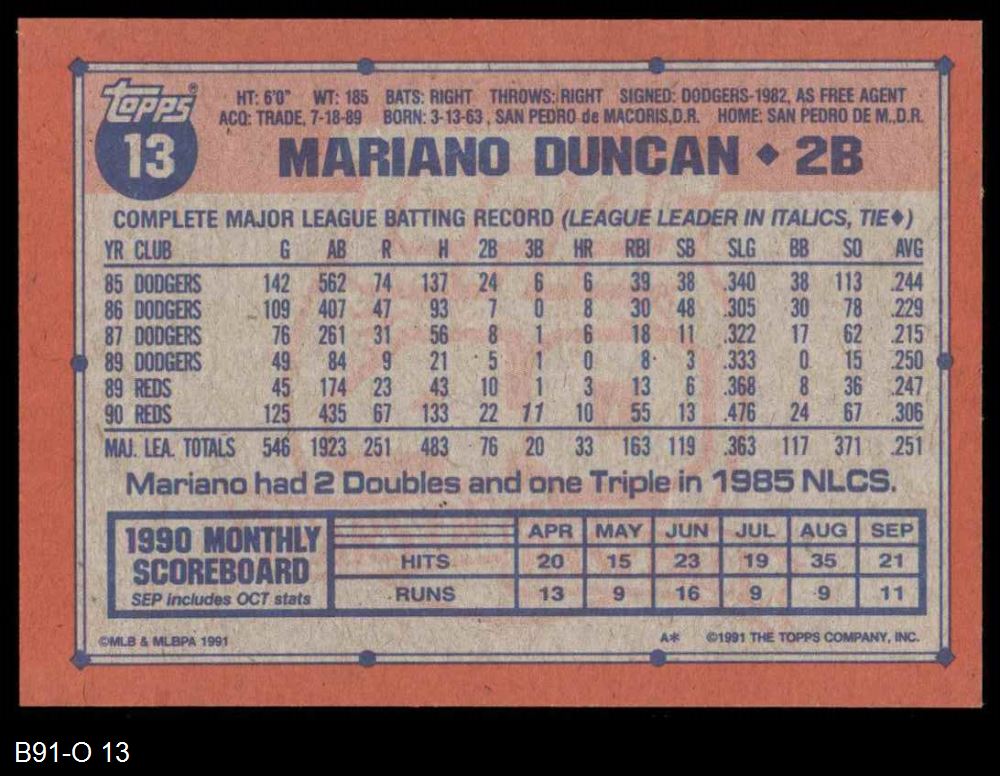 Topps®
13
HT: 6'0" WT: 185 BATS: RIGHT THROWS: RIGHT SIGNED: DODGERS-1982, AS FREE AGENT
ACQ: TRADE, 7-18-89 BORN: 3-13-63, SAN PEDRO de MACORIS, D.R. HOME: SAN PEDRO DE M., D.R.
MARIANO DUNCAN ◆ 2B
COMPLETE MAJOR LEAGUE BATTING RECORD (LEAGUE LEADER IN ITALICS, TIE◆)
YR CLUB G AB R H 2B 3B HR RBI SB SLG BB SO AVG
85 DODGERS 142 562 74 137 24 6 6 39 38 .340 38 113 .244
86 DODGERS 109 407 47 93 7 0 8 30 48 .305 30 78 .229
87 DODGERS 76 261 31 56 8 1 6 18 11 .322 17 62 .215
89 DODGERS 49 84 9 21 5 1 0 8 3 .333 0 15 .250
89 REDS 45 174 23 43 10 1 3 13 6 .368 8 36 .247
90 REDS 125 435 67 133 22 11 10 55 13 .476 24 67 .306
MAJ. LEA. TOTALS 546 1923 251 483 76 20 33 163 119 .363 117 371 .251
Mariano had 2 Doubles and one Triple in 1985 NLCS.
1990 MONTHLY SCOREBOARD
SEP includes OCT stats
APR MAY JUN JUL AUG SEP
HITS 20 15 23 19 35 21
RUNS 13 9 16 9 9 11
©MLB & MLBPA 1991 A* ©1991 THE TOPPS COMPANY, INC.
B91-O 13